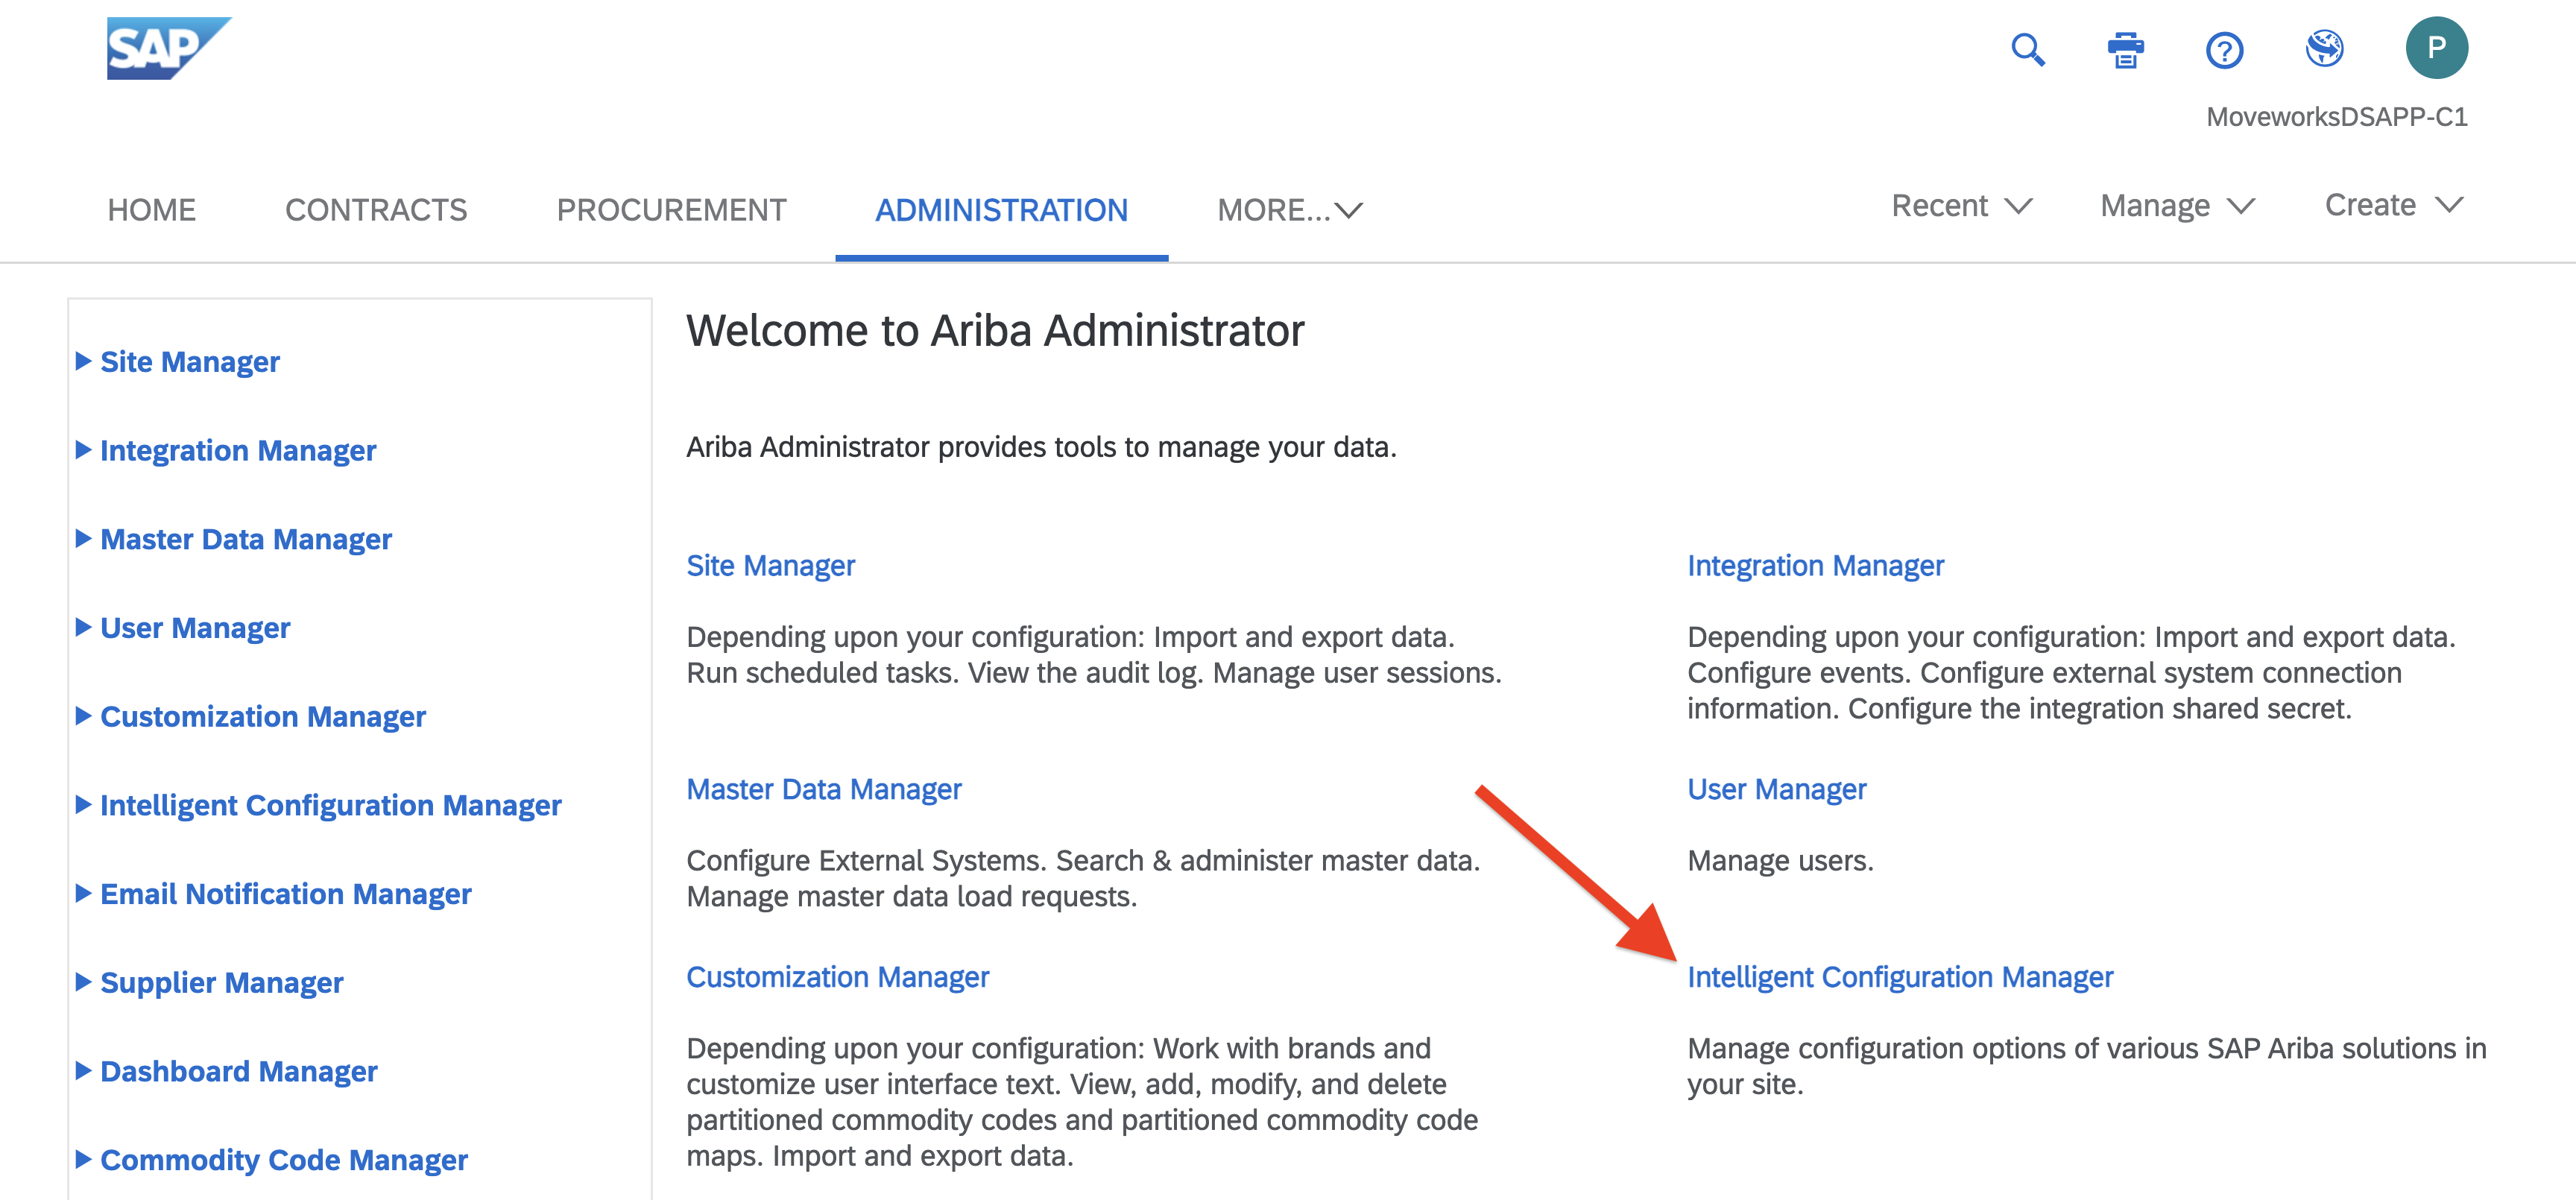 SAP
P
MoveworksDSAPP-C1
HOME
CONTRACTS
PROCUREMENT
ADMINISTRATION
MORE...
Recent
Manage
Create
Site Manager
Integration Manager
Master Data Manager
User Manager
Customization Manager
Intelligent Configuration Manager
Email Notification Manager
Supplier Manager
Dashboard Manager
Commodity Code Manager
Welcome to Ariba Administrator
Ariba Administrator provides tools to manage your data.
Site Manager
Depending upon your configuration: Import and export data.
Run scheduled tasks. View the audit log. Manage user sessions.
Integration Manager
Depending upon your configuration: Import and export data.
Configure events. Configure external system connection
information. Configure the integration shared secret.
Master Data Manager
Configure External Systems. Search & administer master data.
Manage master data load requests.
User Manager
Manage users.
Customization Manager
Depending upon your configuration: Work with brands and
customize user interface text. View, add, modify, and delete
partitioned commodity codes and partitioned commodity code
maps. Import and export data.
Intelligent Configuration Manager
Manage configuration options of various SAP Ariba solutions in
your site.